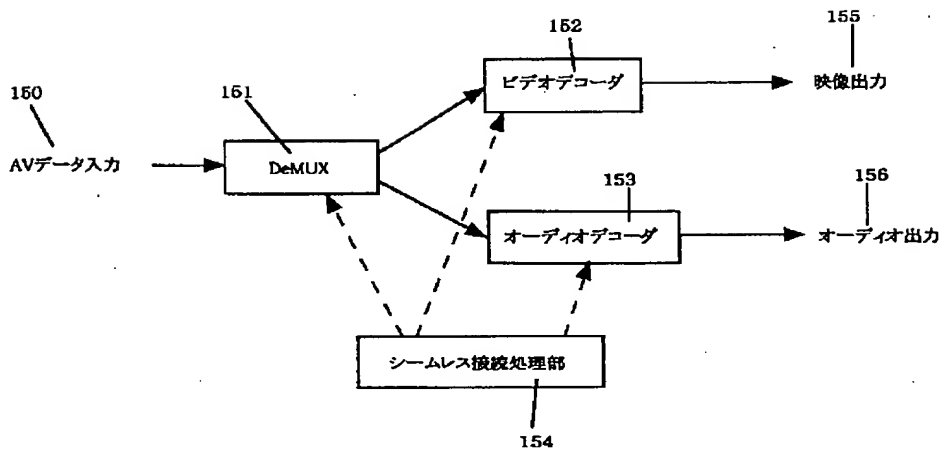 152
155
ビデオデコーダ
映像出力
150
151
AVデータ入力
DeMUX
153
156
オーディオデコーダ
オーディオ出力
シームレス接続処理部
154